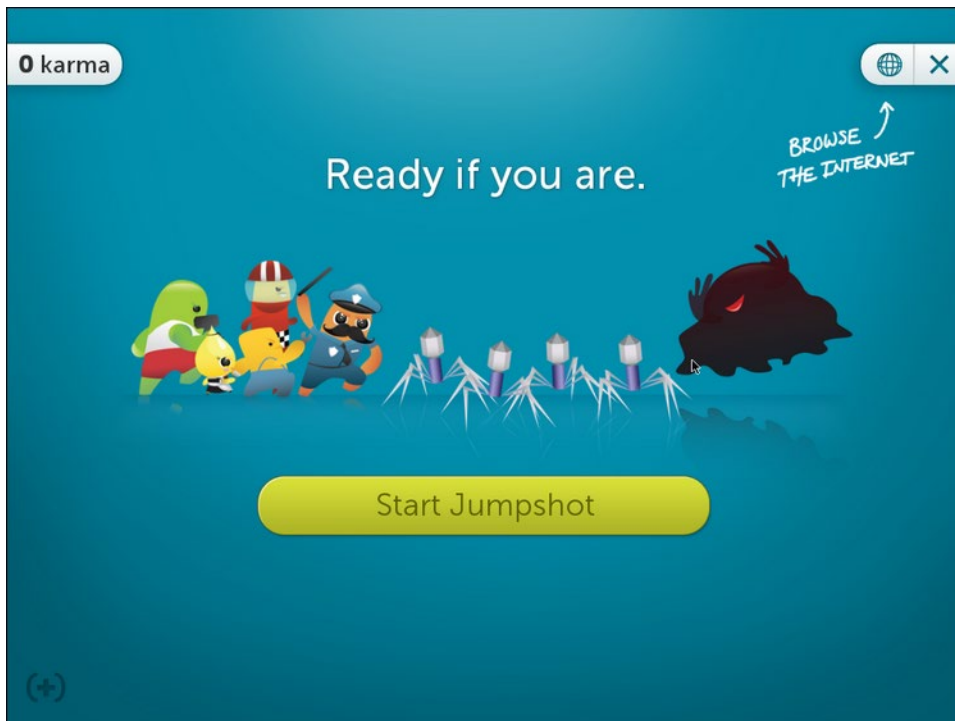 0 karma
BROWSE
THE INTERNET
Ready if you are.
Start Jumpshot
(+)